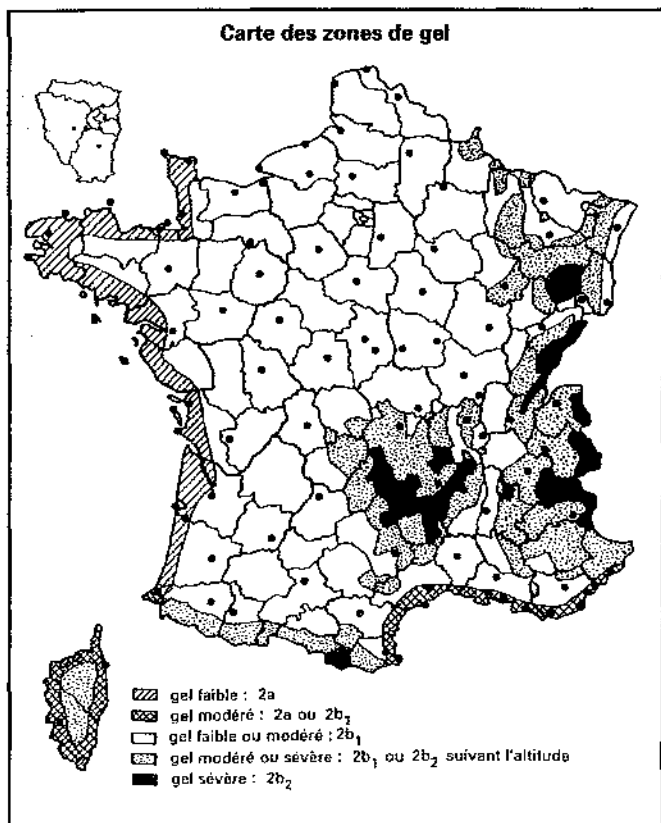 Carte des zones de gel
gel faible : 2a
gel modéré : 2a ou 2b₂
gel faible ou modéré : 2b₁
gel modéré ou sévère : 2b₁ ou 2b₂ suivant l'altitude
gel sévère : 2b₂